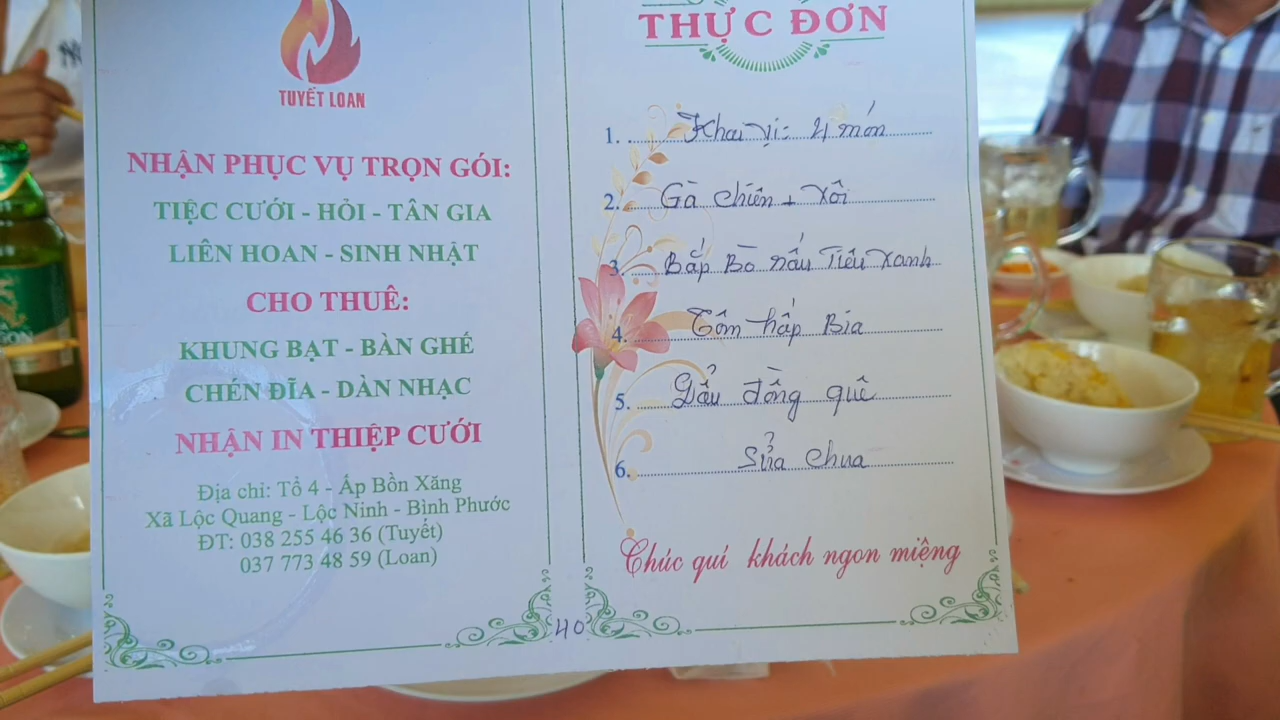 TUYẾT LOAN
NHẬN PHỤC VỤ TRỌN GÓI:
TIỆC CƯỚI - HỎI - TÂN GIA
LIÊN HOAN - SINH NHẬT
CHO THUÊ:
KHUNG BẠT - BÀN GHẾ
CHÉN ĐĨA - DÀN NHẠC
NHẬN IN THIỆP CƯỚI
Địa chỉ: Tổ 4 - Ấp Bồn Xăng
Xã Lộc Quang - Lộc Ninh - Bình Phước
ĐT: 038 255 46 36 (Tuyết)
037 773 48 59 (Loan)
THỰC ĐƠN
1. Khai vị: 4 món
2. Gà chiên + Xôi
3. Bắp Bò nấu Tiêu xanh
4. Tôm hấp Bia
5. Lẩu đồng quê
6. Sửa chua
Chúc quí khách ngon miệng
40